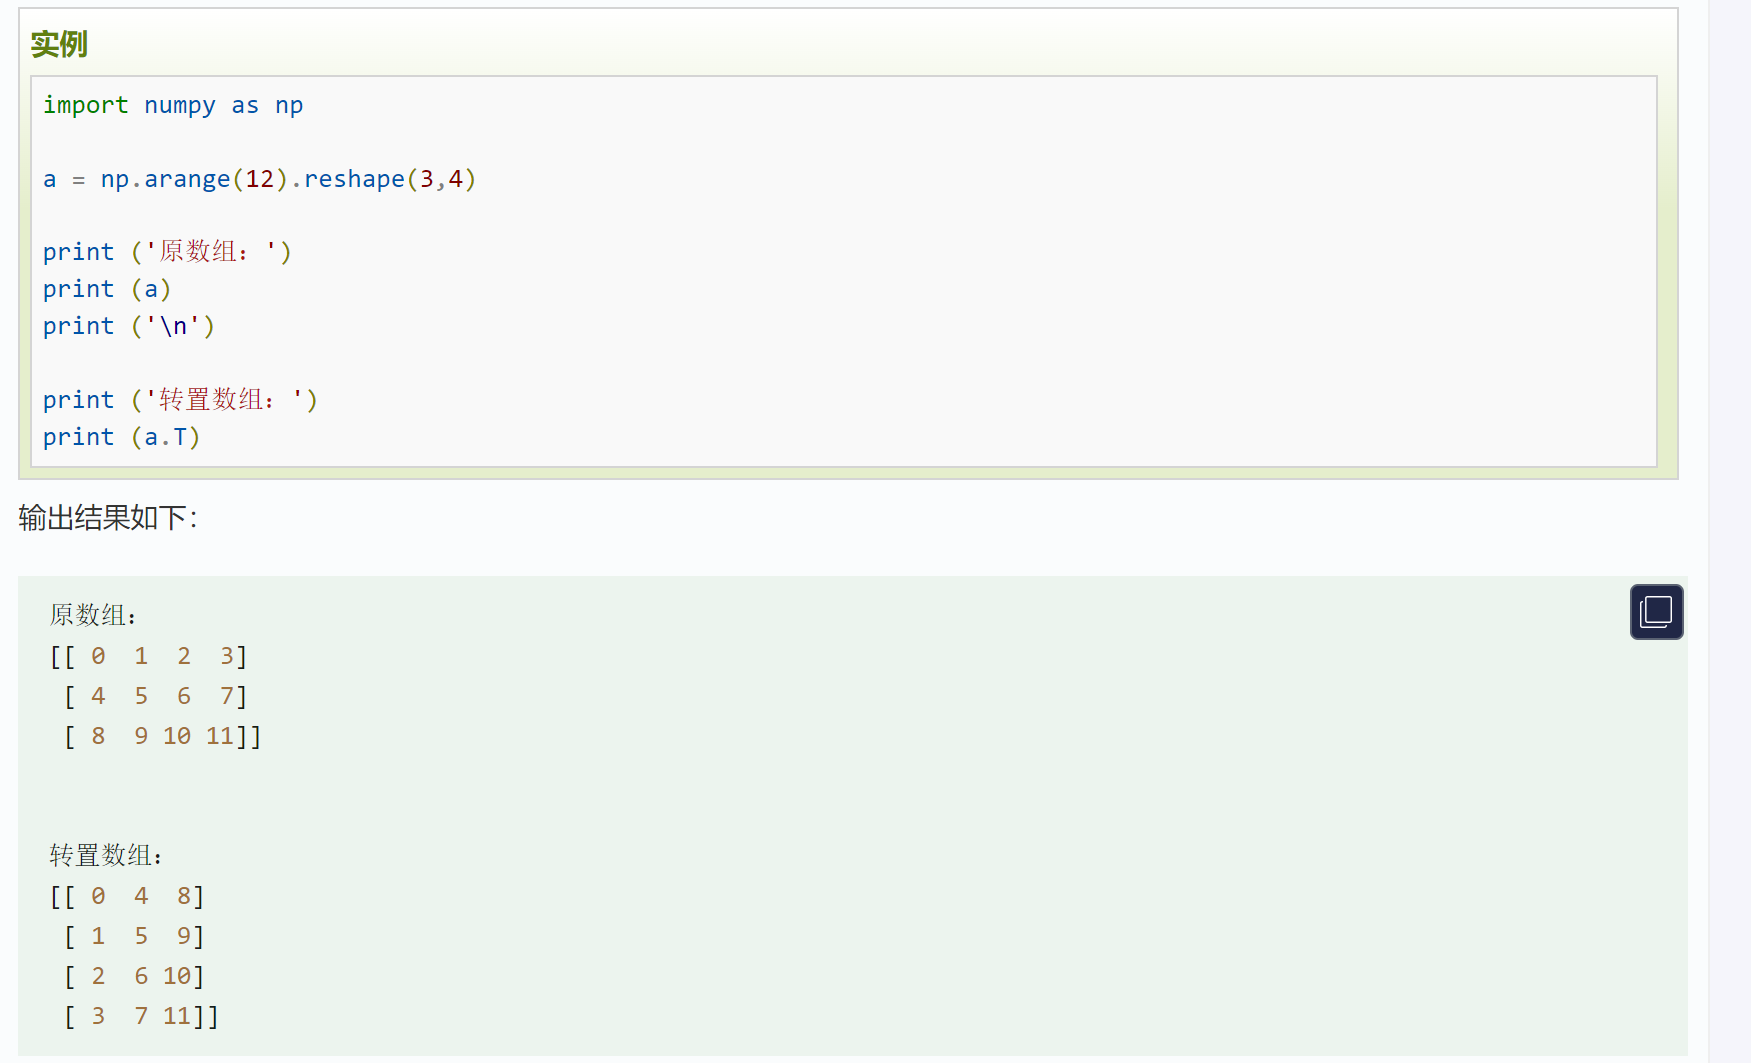 实例
import numpy as np
a = np.arange(12).reshape(3,4)
print ('原数组：')
print (a)
print ('\n')
print ('转置数组：')
print (a.T)
输出结果如下：
原数组：
[[ 0  1  2  3]
 [ 4  5  6  7]
 [ 8  9 10 11]]
转置数组：
[[ 0  4  8]
 [ 1  5  9]
 [ 2  6 10]
 [ 3  7 11]]